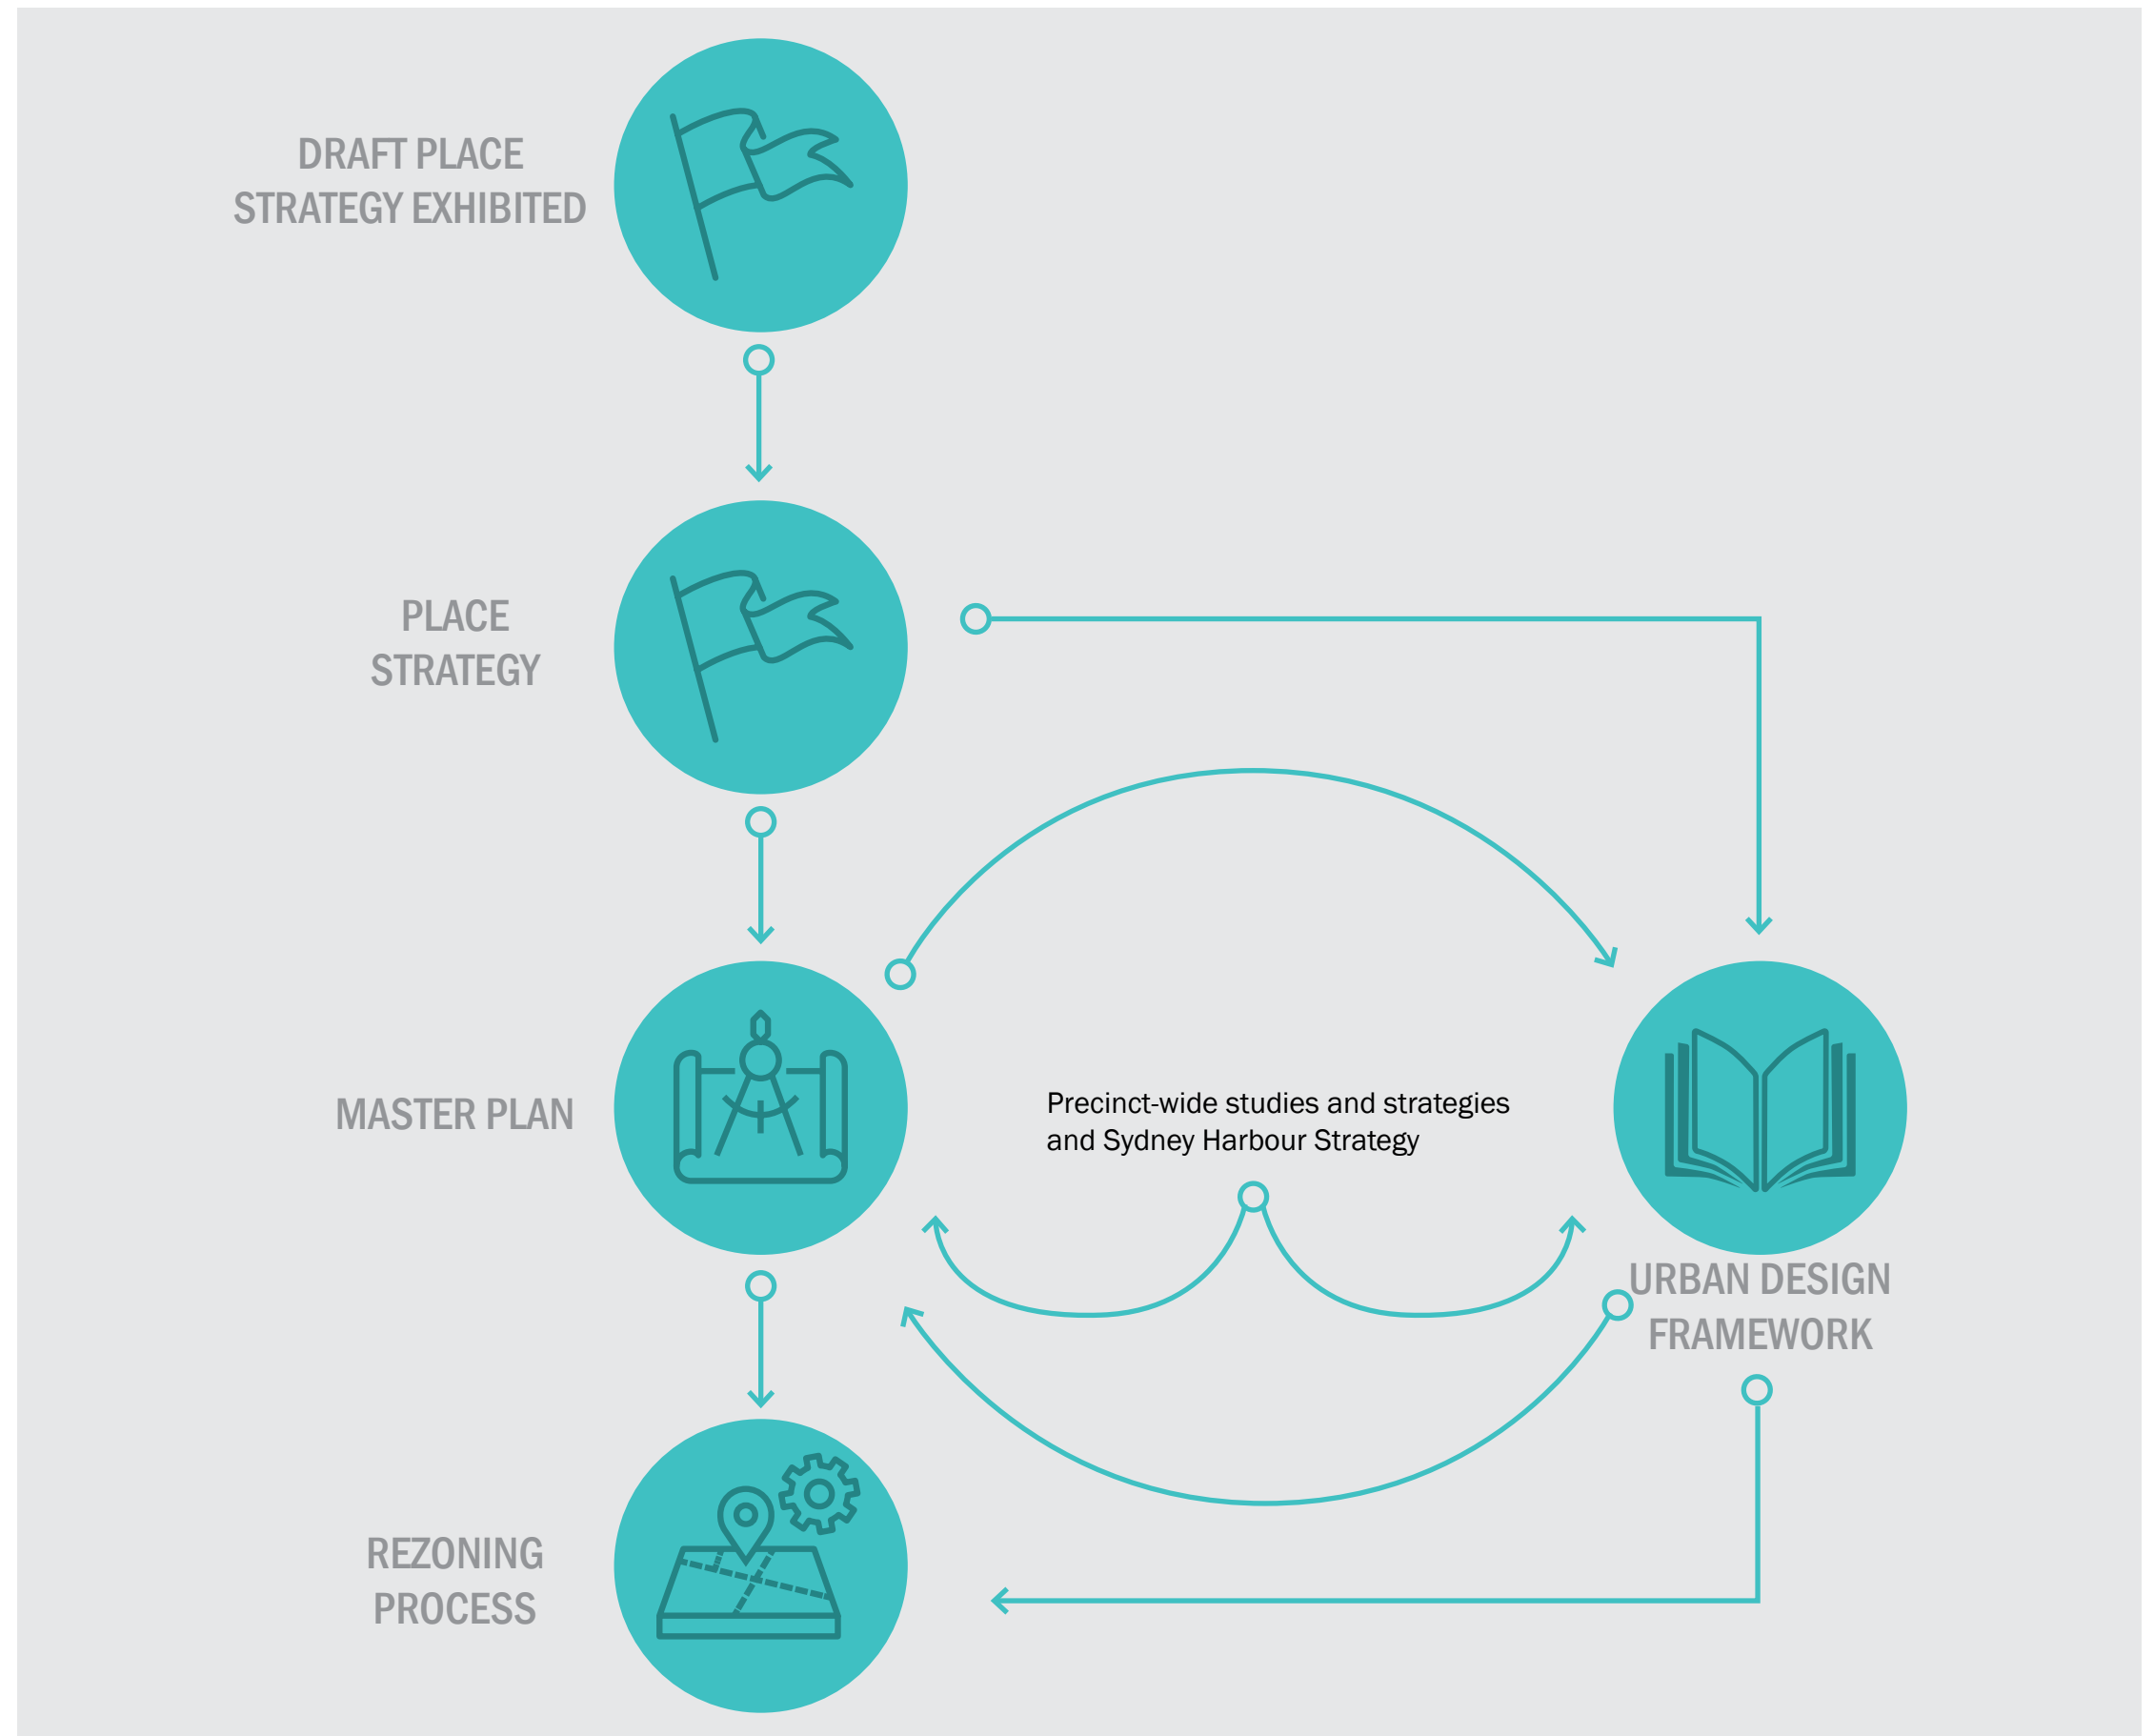 DRAFT PLACE
STRATEGY EXHIBITED
PLACE
STRATEGY
MASTER PLAN
Precinct-wide studies and strategies
and Sydney Harbour Strategy
URBAN DESIGN
FRAMEWORK
REZONING
PROCESS